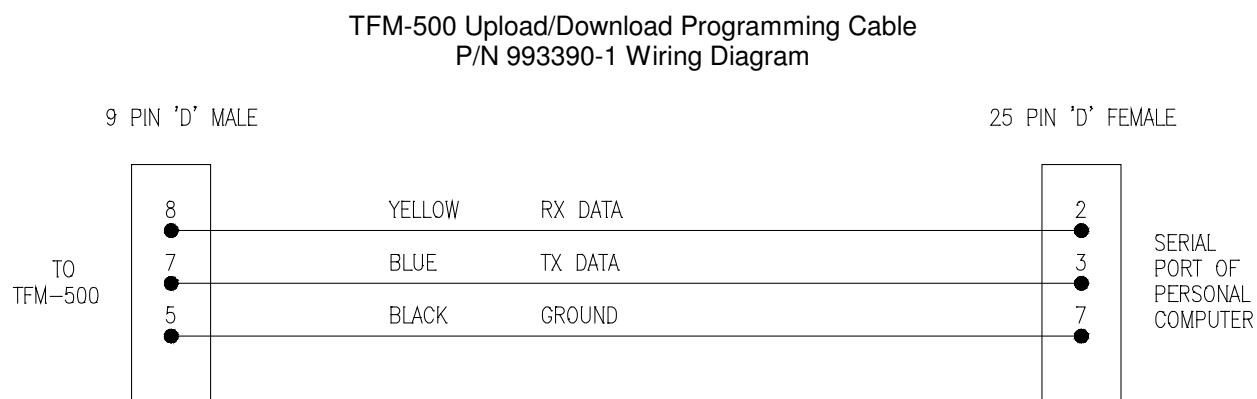 TFM-500 Upload/Download Programming Cable
P/N 993390-1 Wiring Diagram
9 PIN 'D' MALE
25 PIN 'D' FEMALE
8 YELLOW RX DATA 2
7 BLUE TX DATA 3
5 BLACK GROUND 7
TO
TFM-500
SERIAL
PORT OF
PERSONAL
COMPUTER